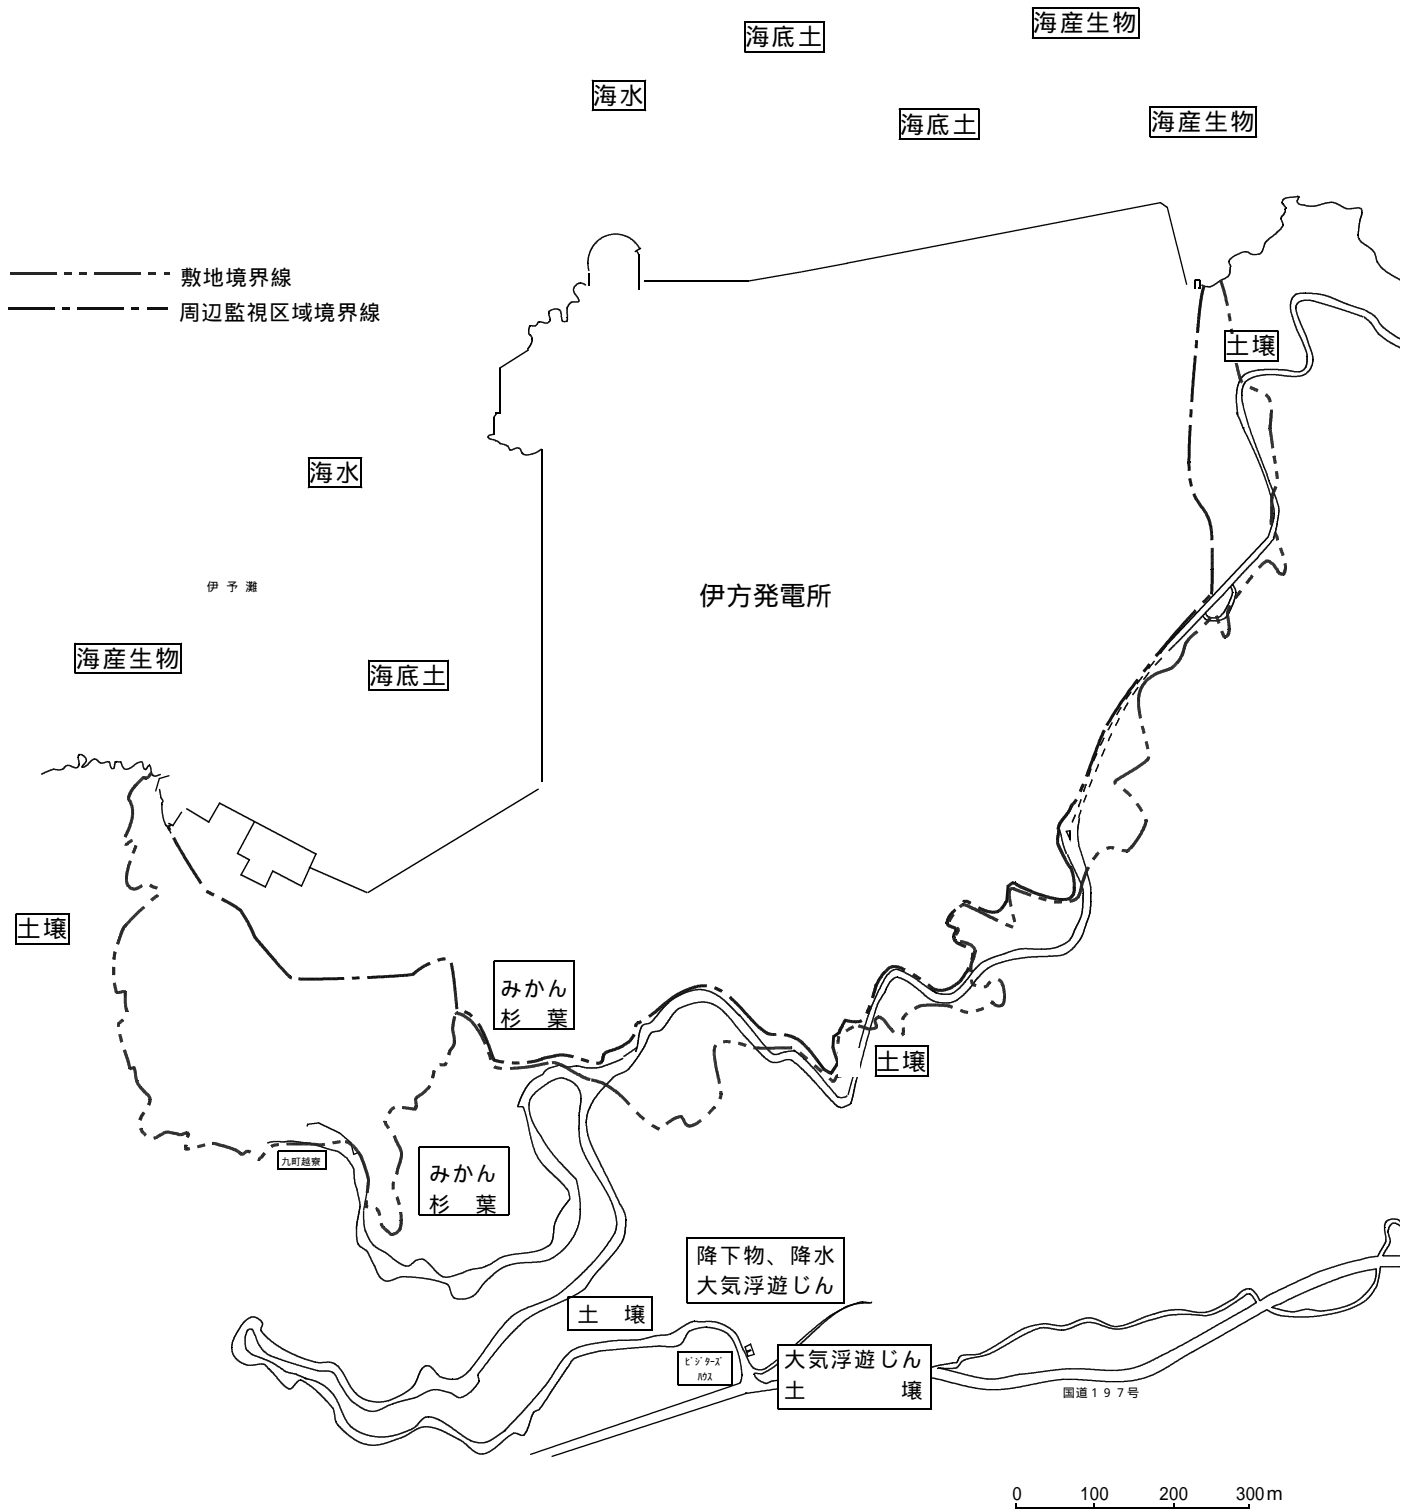 海産生物
海底土
海水
海底土
海産生物
敷地境界線
周辺監視区域境界線
土壌
海水
伊予灘
伊方発電所
海産生物
海底土
土壌
みかん
杉　葉
土壌
九町越寮
みかん
杉　葉
降下物、降水
大気浮遊じん
土　壌
ﾋﾞｼﾞﾀｰｽﾞ
ﾊｳｽ
大気浮遊じん
土　壌
国道１９７号
0 100 200 300m